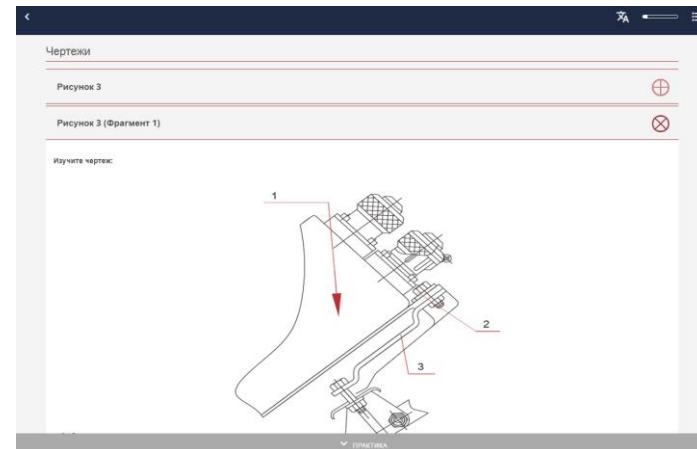 Чертежи
Рисунок 3
Рисунок 3 (Фрагмент 1)
Изучите чертеж:
1
2
3
ПРАКТИКА